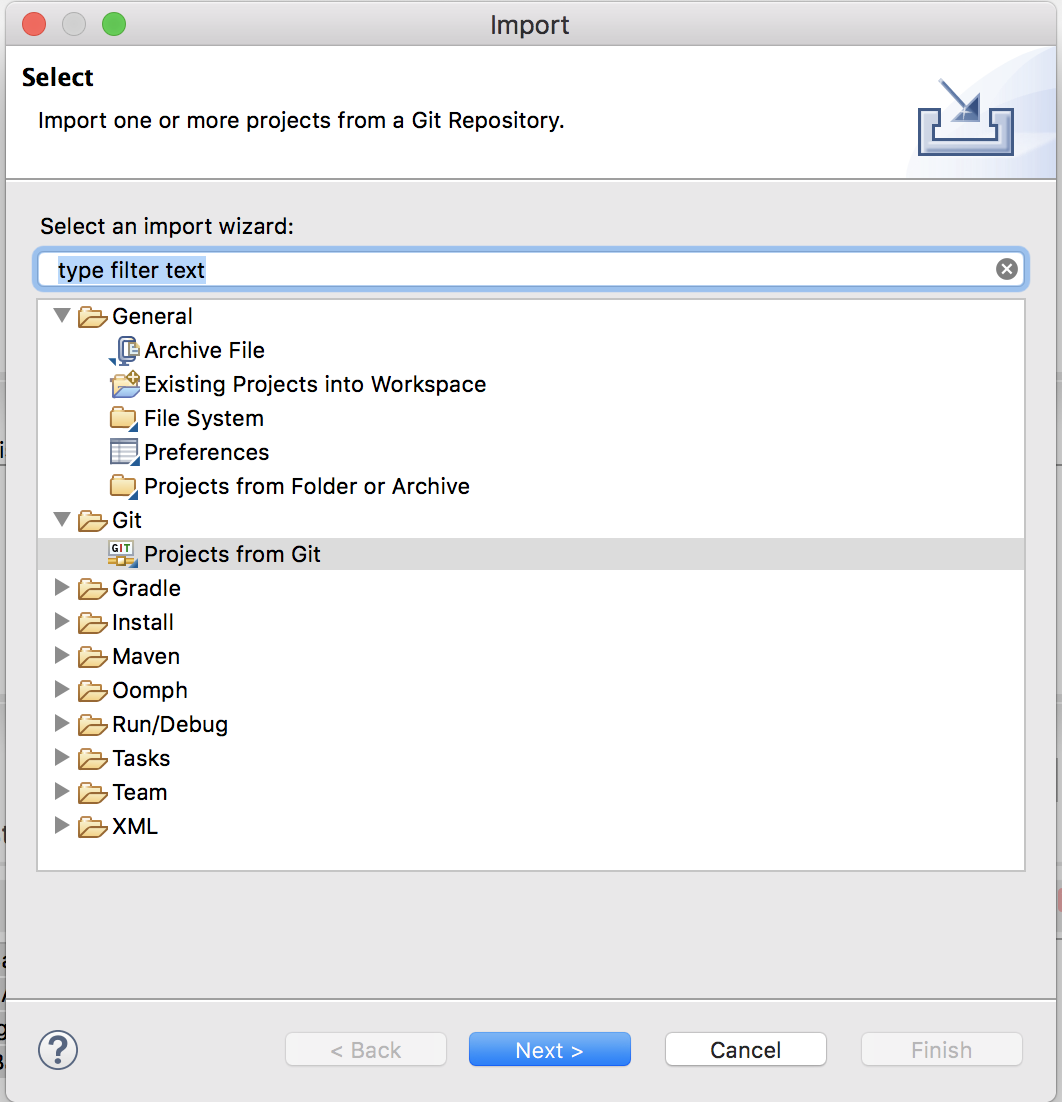 Import
Select
Import one or more projects from a Git Repository.
Select an import wizard:
type filter text
General
Archive File
Existing Projects into Workspace
File System
Preferences
Projects from Folder or Archive
Git
GIT Projects from Git
Gradle
Install
Maven
Oomph
Run/Debug
Tasks
Team
XML
? < Back Next > Cancel Finish